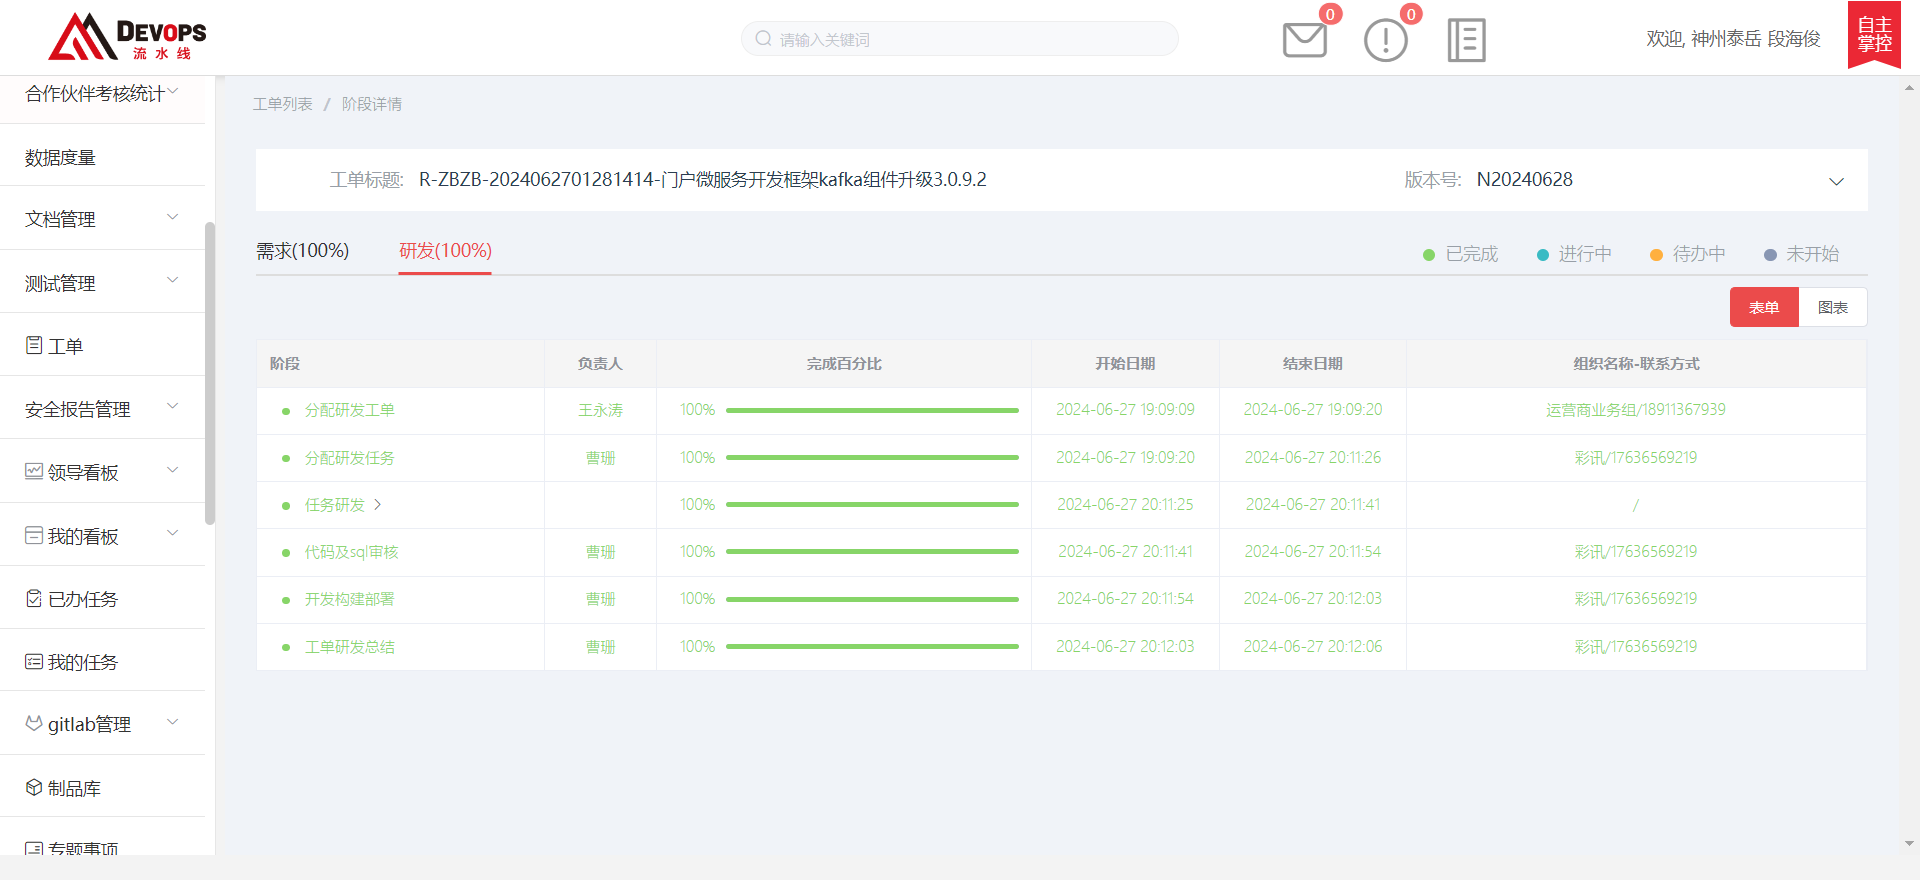 DEVOPS
流水线
请输入关键词
0
0
欢迎, 神州泰岳 段海俊
自主
掌控
合作伙伴考核统计
数据度量
文档管理
测试管理
工单
安全报告管理
领导看板
我的看板
已办任务
我的任务
gitlab管理
制品库
专题事项
工单列表 / 阶段详情
工单标题: R-ZBZB-2024062701281414-门户微服务开发框架kafka组件升级3.0.9.2 版本号: N20240628
需求(100%) 研发(100%) 已完成 进行中 待办中 未开始
表单 图表
阶段 负责人 完成百分比 开始日期 结束日期 组织名称-联系方式
分配研发工单 王永涛 100% 2024-06-27 19:09:09 2024-06-27 19:09:20 运营商业务组/18911367939
分配研发任务 曹珊 100% 2024-06-27 19:09:20 2024-06-27 20:11:26 彩讯/17636569219
任务研发 100% 2024-06-27 20:11:25 2024-06-27 20:11:41 /
代码及sql审核 曹珊 100% 2024-06-27 20:11:41 2024-06-27 20:11:54 彩讯/17636569219
开发构建部署 曹珊 100% 2024-06-27 20:11:54 2024-06-27 20:12:03 彩讯/17636569219
工单研发总结 曹珊 100% 2024-06-27 20:12:03 2024-06-27 20:12:06 彩讯/17636569219